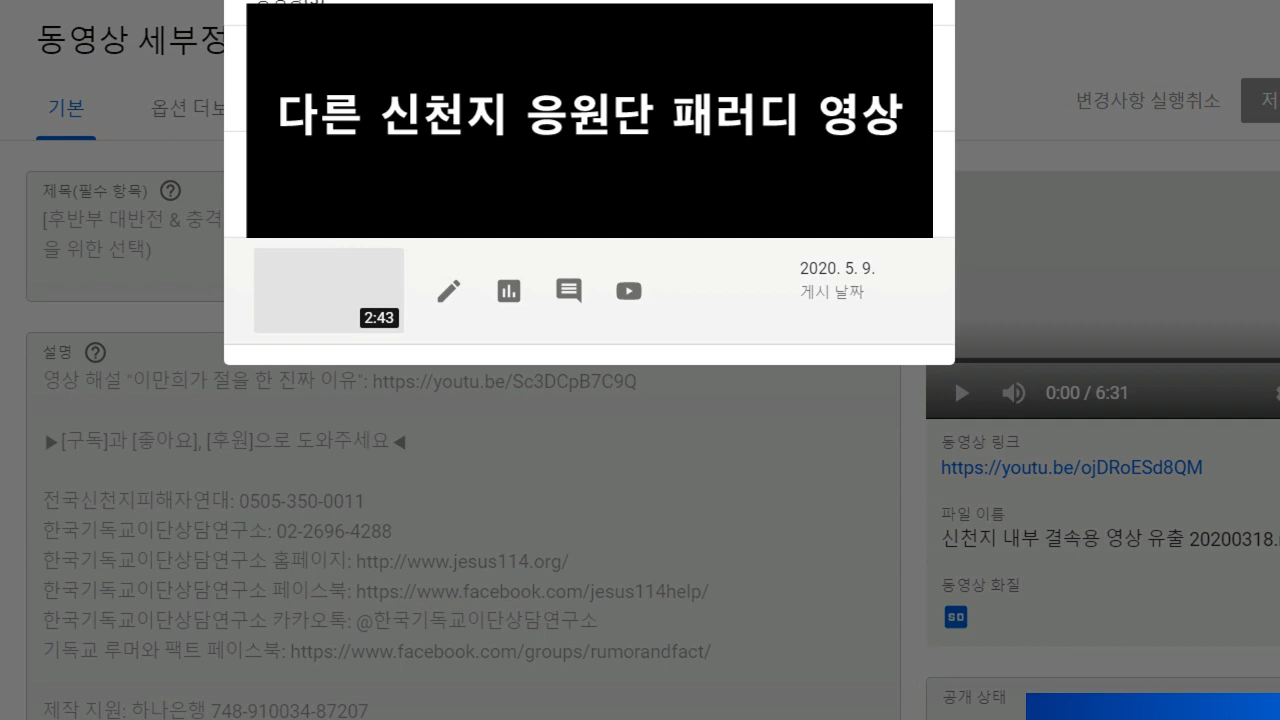 동영상 세부정
다른 신천지 응원단 패러디 영상
기본
옵션 더보
변경사항 실행취소
저
제목(필수 항목)
[후반부 대반전 & 충격
을 위한 선택)
2:43
2020. 5. 9.
게시 날짜
설명
영상 해설 "이만희가 절을 한 진짜 이유": https://youtu.be/Sc3DCpB7C9Q
▶[구독]과 [좋아요], [후원]으로 도와주세요◀
전국신천지피해자연대: 0505-350-0011
한국기독교이단상담연구소: 02-2696-4288
한국기독교이단상담연구소 홈페이지: http://www.jesus114.org/
한국기독교이단상담연구소 페이스북: https://www.facebook.com/jesus114help/
한국기독교이단상담연구소 카카오톡: @한국기독교이단상담연구소
기독교 루머와 팩트 페이스북: https://www.facebook.com/groups/rumorandfact/
제작 지원: 하나은행 748-910034-87207
0:00 / 6:31
동영상 링크
https://youtu.be/ojDRoESd8QM
파일 이름
신천지 내부 결속용 영상 유출 20200318.
동영상 화질
SD
공개 상태